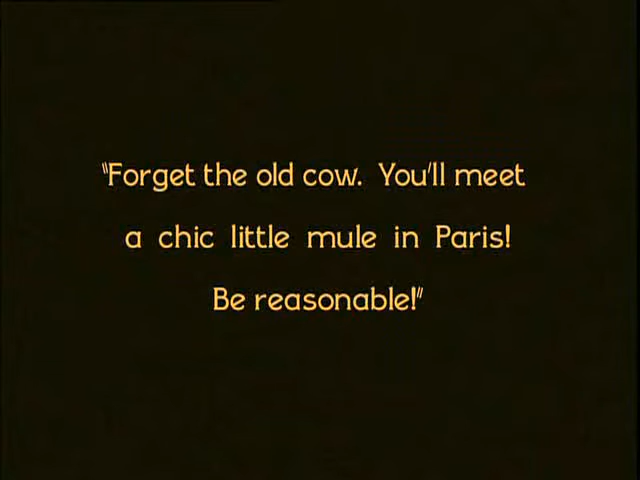 "Forget the old cow. You'll meet
a chic little mule in Paris!
Be reasonable!"